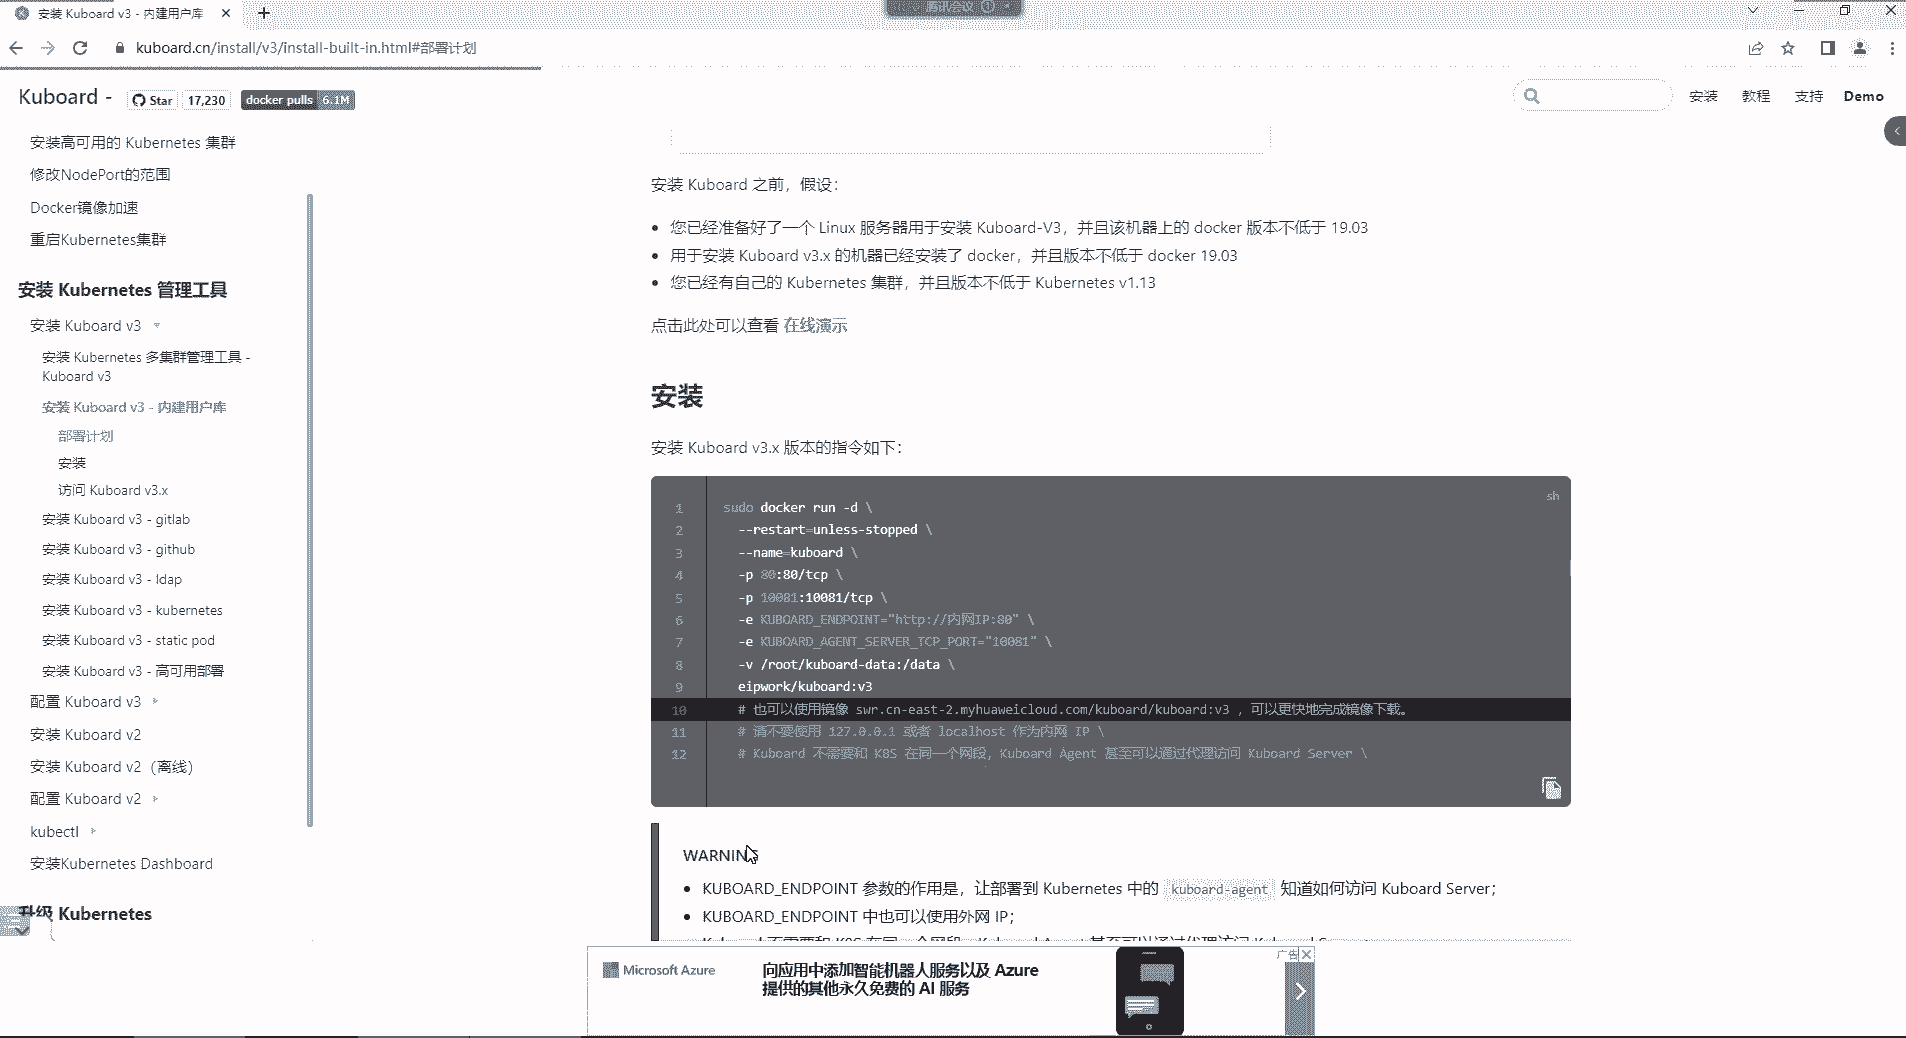 安装 Kuboard v3 - 内建用户库
腾讯会议
kuboard.cn/install/v3/install-built-in.html#部署计划
Kuboard -
Star 17,230
docker pulls 6.1M
安装
教程
支持
Demo
安装高可用的 Kubernetes 集群
修改NodePort的范围
Docker镜像加速
重启Kubernetes集群
安装 Kubernetes 管理工具
安装 Kuboard v3
安装 Kubernetes 多集群管理工具 -
Kuboard v3
安装 Kuboard v3 - 内建用户库
部署计划
安装
访问 Kuboard v3.x
安装 Kuboard v3 - gitlab
安装 Kuboard v3 - github
安装 Kuboard v3 - ldap
安装 Kuboard v3 - kubernetes
安装 Kuboard v3 - static pod
安装 Kuboard v3 - 高可用部署
配置 Kuboard v3
安装 Kuboard v2
安装 Kuboard v2（离线）
配置 Kuboard v2
kubectl
安装Kubernetes Dashboard
升级 Kubernetes
安装 Kuboard 之前，假设：
您已经准备好了一个 Linux 服务器用于安装 Kuboard-V3，并且该机器上的 docker 版本不低于 19.03
用于安装 Kuboard v3.x 的机器已经安装了 docker，并且版本不低于 docker 19.03
您已经有自己的 Kubernetes 集群，并且版本不低于 Kubernetes v1.13
点击此处可以查看 在线演示
安装
安装 Kuboard v3.x 版本的指令如下：
sh
1 sudo docker run -d \
2 --restart=unless-stopped \
3 --name=kuboard \
4 -p 80:80/tcp \
5 -p 10081:10081/tcp \
6 -e KUBOARD_ENDPOINT="http://内网IP:80" \
7 -e KUBOARD_AGENT_SERVER_TCP_PORT="10081" \
8 -v /root/kuboard-data:/data \
9 eipwork/kuboard:v3
10 # 也可以使用镜像 swr.cn-east-2.myhuaweicloud.com/kuboard/kuboard:v3 ，可以更快地完成镜像下载。
11 # 请不要使用 127.0.0.1 或者 localhost 作为内网 IP \
12 # Kuboard 不需要和 K8S 在同一个网段，Kuboard Agent 甚至可以通过代理访问 Kuboard Server \
WARNING
KUBOARD_ENDPOINT 参数的作用是，让部署到 Kubernetes 中的 kuboard-agent 知道如何访问 Kuboard Server；
KUBOARD_ENDPOINT 中也可以使用外网 IP；
广告
Microsoft Azure
向应用中添加智能机器人服务以及 Azure
提供的其他永久免费的 AI 服务